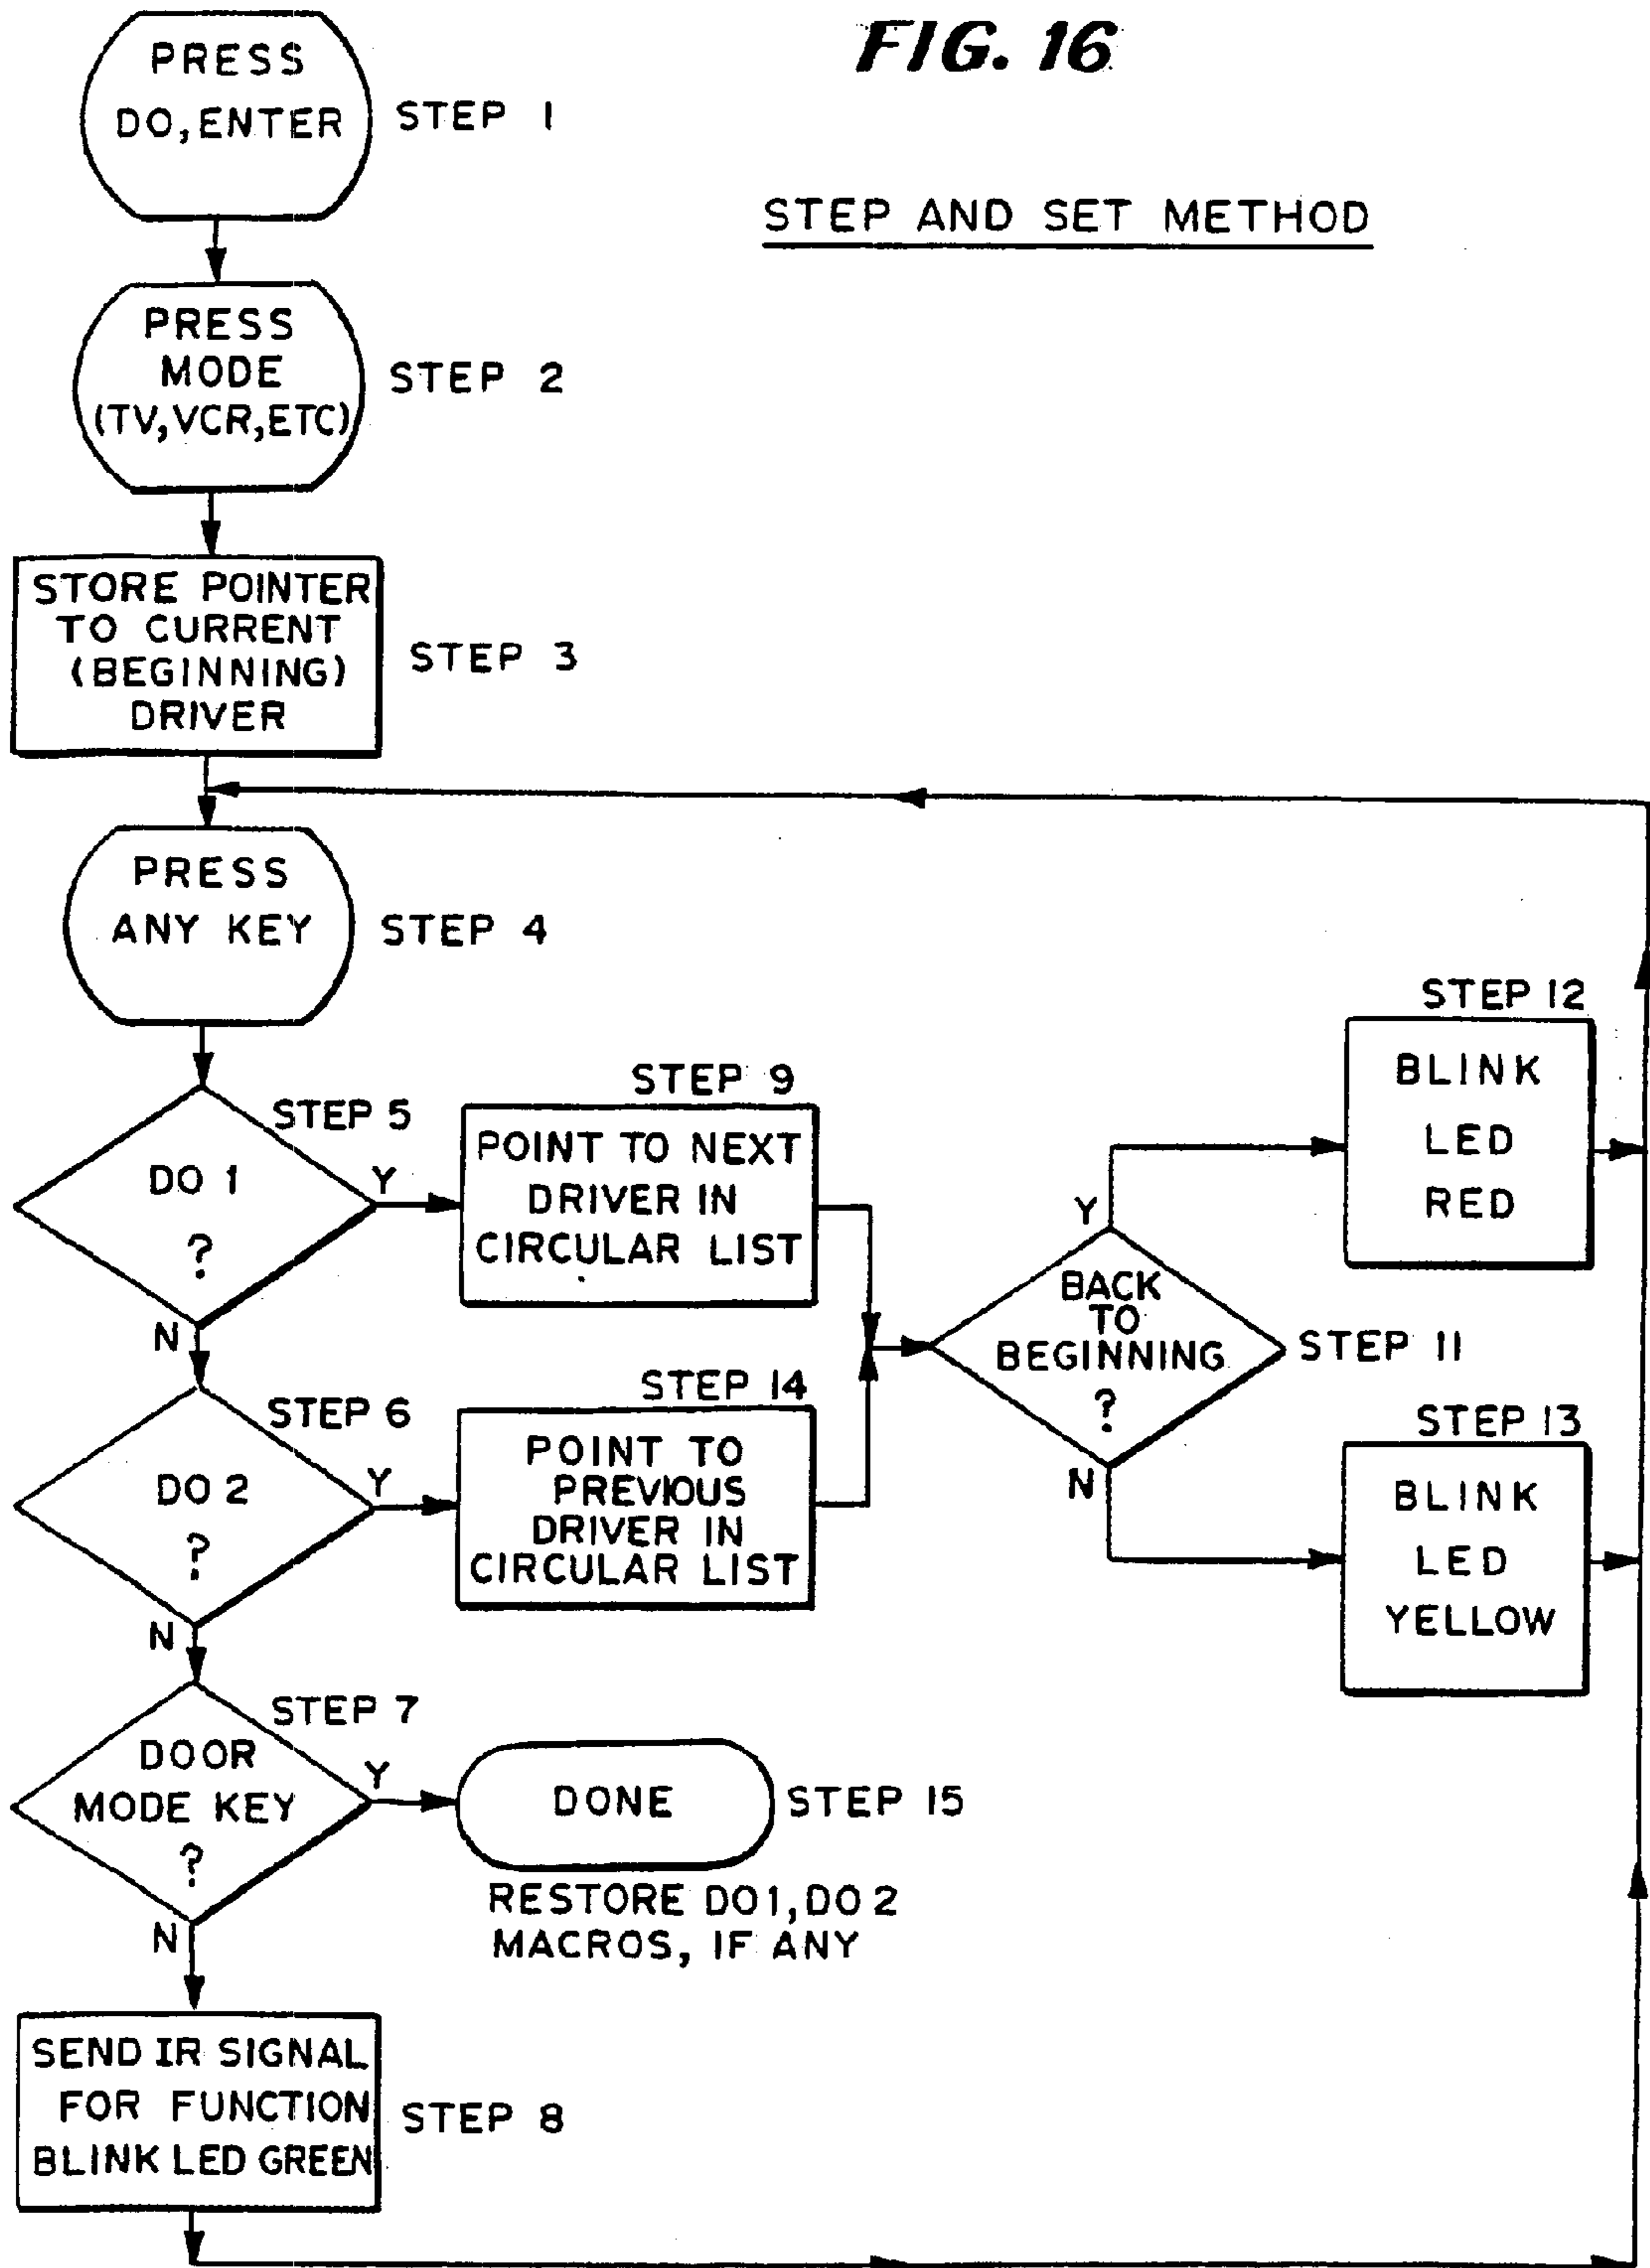 FIG. 16
STEP AND SET METHOD
PRESS
DO, ENTER
STEP 1
PRESS
MODE
(TV, VCR, ETC)
STEP 2
STORE POINTER
TO CURRENT
(BEGINNING)
DRIVER
STEP 3
PRESS
ANY KEY
STEP 4
STEP 5
DO 1
?
Y
N
STEP 9
POINT TO NEXT
DRIVER IN
CIRCULAR LIST
STEP 6
DO 2
?
Y
N
STEP 14
POINT TO
PREVIOUS
DRIVER IN
CIRCULAR LIST
BACK
TO
BEGINNING
?
STEP 11
Y
N
STEP 12
BLINK
LED
RED
STEP 13
BLINK
LED
YELLOW
STEP 7
DOOR
MODE KEY
?
Y
N
DONE
STEP 15
RESTORE DO1, DO 2
MACROS, IF ANY
SEND IR SIGNAL
FOR FUNCTION
BLINK LED GREEN
STEP 8